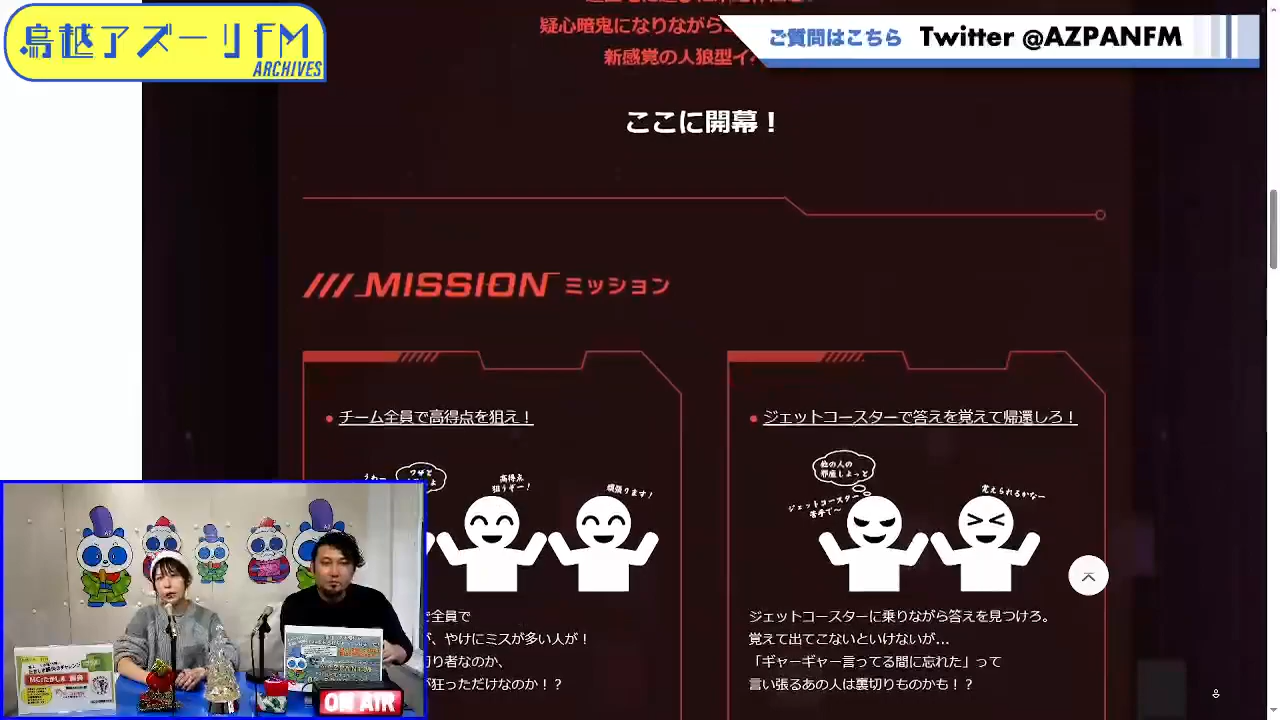 鳥越アズーリFM
ARCHIVES
疑心暗鬼になりながら
新感覚の人狼型イ
ご質問はこちら Twitter @AZPANFM
ここに開幕！
MISSION ミッション
チーム全員で高得点を狙え！
高得点
狙うぞー！
頑張ります！
で全員で
が、やけにミスが多い人が！
切り者なのか、
が狂っただけなのか！？
ジェットコースターで答えを覚えて帰還しろ！
他の人の
邪魔しよっと
ジェットコースター
苦手で〜
覚えられるかなー
ジェットコースターに乗りながら答えを見つけろ。
覚えて出てこないといけないが…
「ギャーギャー言ってる間に忘れた」って
言い張るあの人は裏切りものかも！？
ON AIR